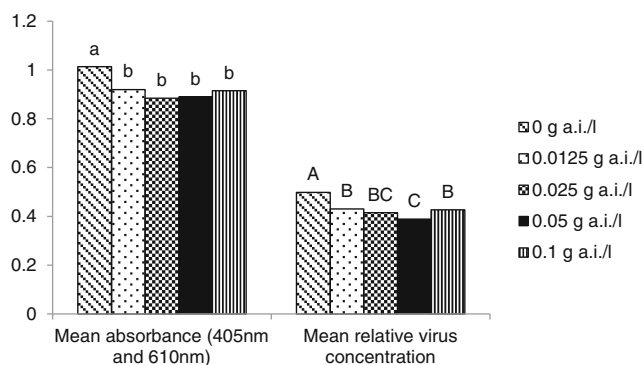 1.2
1
0.8
0.6
0.4
0.2
0
a
b
b
b
b
A
B
BC
C
B
Mean absorbance (405nm
and 610nm)
Mean relative virus
concentration
0 g a.i./l
0.0125 g a.i./l
0.025 g a.i./l
0.05 g a.i./l
0.1 g a.i./l